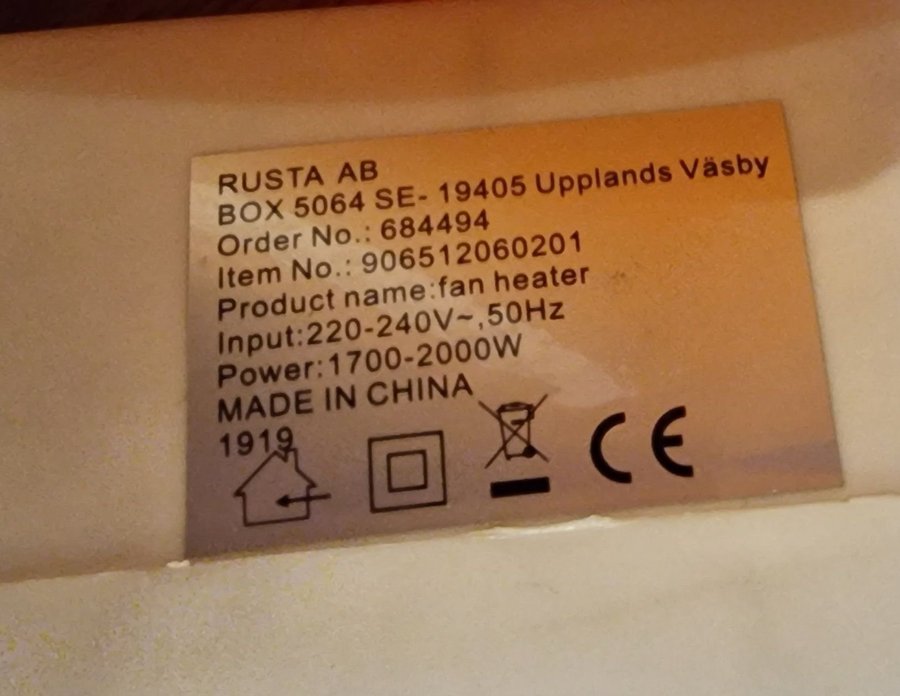 RUSTA AB
BOX 5064 SE- 19405 Upplands Väsby
Order No.: 684494
Item No.: 906512060201
Product name:fan heater
Input:220-240V~,50Hz
Power:1700-2000W
MADE IN CHINA
1919
CE